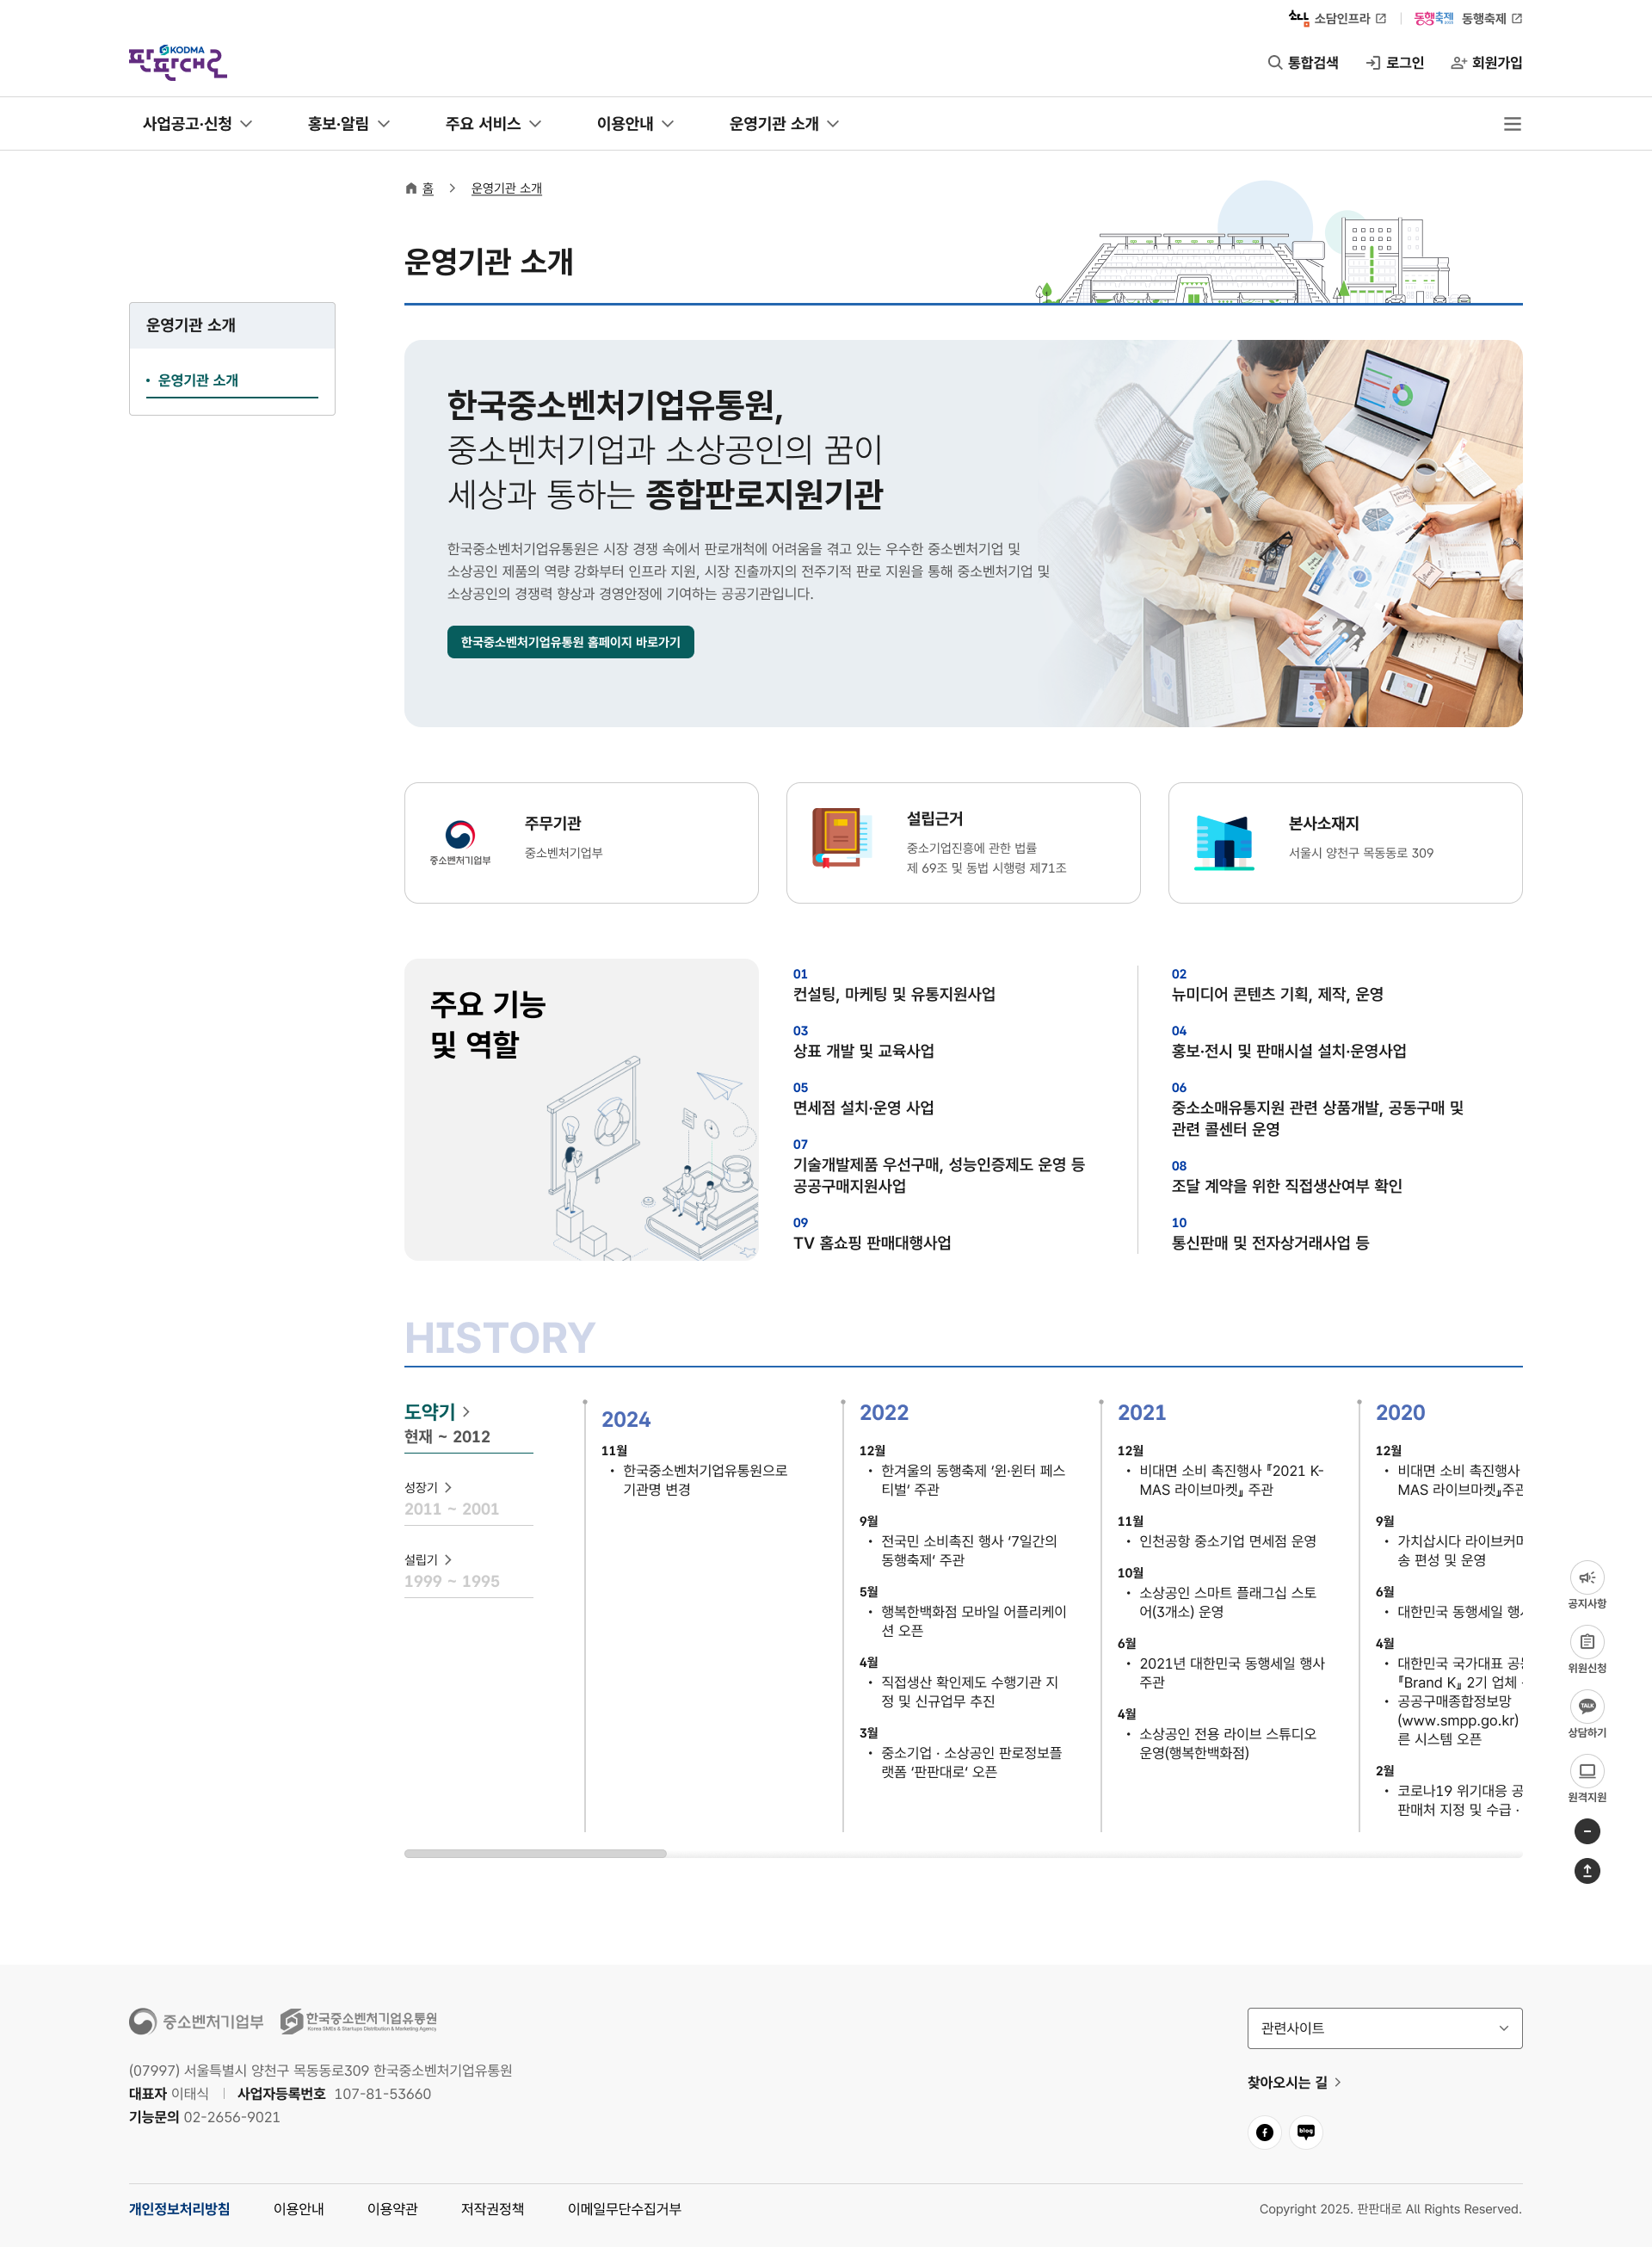 소담인프라
동행축제 동행축제
KODMA
판판대로
통합검색
로그인
회원가입
사업공고·신청
홍보·알림
주요 서비스
이용안내
운영기관 소개
홈
운영기관 소개
운영기관 소개
운영기관 소개
운영기관 소개
한국중소벤처기업유통원,
중소벤처기업과 소상공인의 꿈이
세상과 통하는 종합판로지원기관
한국중소벤처기업유통원은 시장 경쟁 속에서 판로개척에 어려움을 겪고 있는 우수한 중소벤처기업 및
소상공인 제품의 역량 강화부터 인프라 지원, 시장 진출까지의 전주기적 판로 지원을 통해 중소벤처기업 및
소상공인의 경쟁력 향상과 경영안정에 기여하는 공공기관입니다.
한국중소벤처기업유통원 홈페이지 바로가기
중소벤처기업부
주무기관
중소벤처기업부
설립근거
중소기업진흥에 관한 법률
제 69조 및 동법 시행령 제71조
본사소재지
서울시 양천구 목동동로 309
주요 기능
및 역할
01
컨설팅, 마케팅 및 유통지원사업
02
뉴미디어 콘텐츠 기획, 제작, 운영
03
상표 개발 및 교육사업
04
홍보·전시 및 판매시설 설치·운영사업
05
면세점 설치·운영 사업
06
중소소매유통지원 관련 상품개발, 공동구매 및
관련 콜센터 운영
07
기술개발제품 우선구매, 성능인증제도 운영 등
공공구매지원사업
08
조달 계약을 위한 직접생산여부 확인
09
TV 홈쇼핑 판매대행사업
10
통신판매 및 전자상거래사업 등
HISTORY
도약기
현재 ~ 2012
성장기
2011 ~ 2001
설립기
1999 ~ 1995
2024
11월
• 한국중소벤처기업유통원으로
기관명 변경
2022
12월
• 한겨울의 동행축제 ‘윈·윈터 페스
티벌’ 주관
9월
• 전국민 소비촉진 행사 ‘7일간의
동행축제’ 주관
5월
• 행복한백화점 모바일 어플리케이
션 오픈
4월
• 직접생산 확인제도 수행기관 지
정 및 신규업무 추진
3월
• 중소기업 · 소상공인 판로정보플
랫폼 ‘판판대로’ 오픈
2021
12월
• 비대면 소비 촉진행사 『2021 K-
MAS 라이브마켓』 주관
11월
• 인천공항 중소기업 면세점 운영
10월
• 소상공인 스마트 플래그십 스토
어(3개소) 운영
6월
• 2021년 대한민국 동행세일 행사
주관
4월
• 소상공인 전용 라이브 스튜디오
운영(행복한백화점)
2020
12월
• 비대면 소비 촉진행사
MAS 라이브마켓』주관
9월
• 가치삽시다 라이브커머
송 편성 및 운영
6월
• 대한민국 동행세일 행사
4월
• 대한민국 국가대표 공동
『Brand K』 2기 업체
• 공공구매종합정보망
(www.smpp.go.kr)
른 시스템 오픈
2월
• 코로나19 위기대응 공
판매처 지정 및 수급 ·
공지사항
위원신청
TALK
상담하기
원격지원
중소벤처기업부
한국중소벤처기업유통원
Korea SMEs & Startups Distribution & Marketing Agency
(07997) 서울특별시 양천구 목동동로309 한국중소벤처기업유통원
대표자 이태식 | 사업자등록번호 107-81-53660
기능문의 02-2656-9021
관련사이트
찾아오시는 길
blog
개인정보처리방침
이용안내
이용약관
저작권정책
이메일무단수집거부
Copyright 2025. 판판대로 All Rights Reserved.